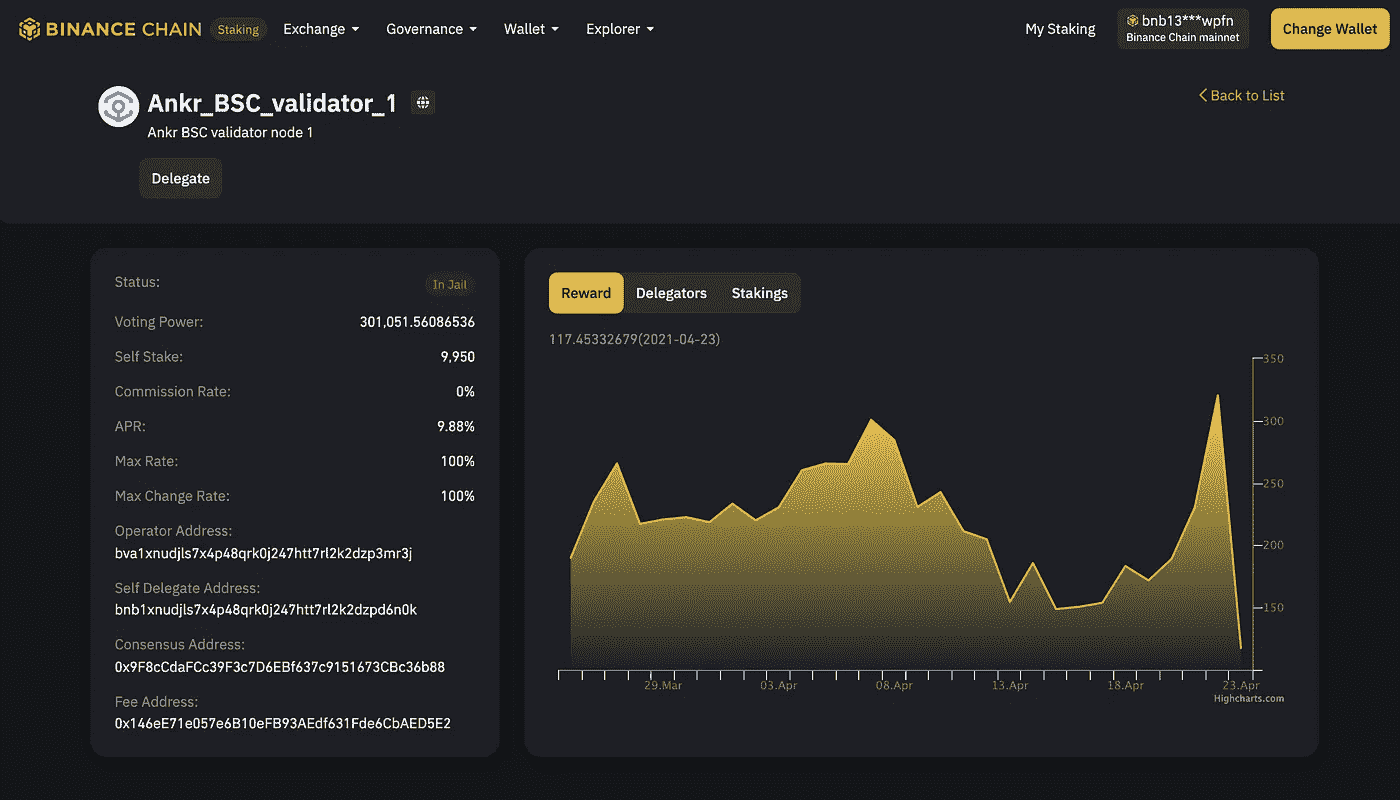 BINANCE CHAIN Staking Exchange Governance Wallet Explorer My Staking bnb13***wpfn Change Wallet
Binance Chain mainnet
Ankr_BSC_validator_1
Back to List
Ankr BSC validator node 1
Delegate
Status: In Jail
Voting Power: 301,051.56086536
Self Stake: 9,950
Commission Rate: 0%
APR: 9.88%
Max Rate: 100%
Max Change Rate: 100%
Operator Address:
bva1xnudjls7x4p48qrk0j247htt7rl2k2dzp3mr3j
Self Delegate Address:
bnb1xnudjls7x4p48qrk0j247htt7rl2k2dzpd6n0k
Consensus Address:
0x9F8cCdaFCc39F3c7D6EBf637c9151673CBc36b88
Fee Address:
0x146eE71e057e6B10eFB93AEdf631Fde6CbAED5E2
Reward Delegators Stakings
117.45332679(2021-04-23)
350
300
250
200
150
29.Mar 03.Apr 08.Apr 13.Apr 18.Apr 23.Apr
Highcharts.com